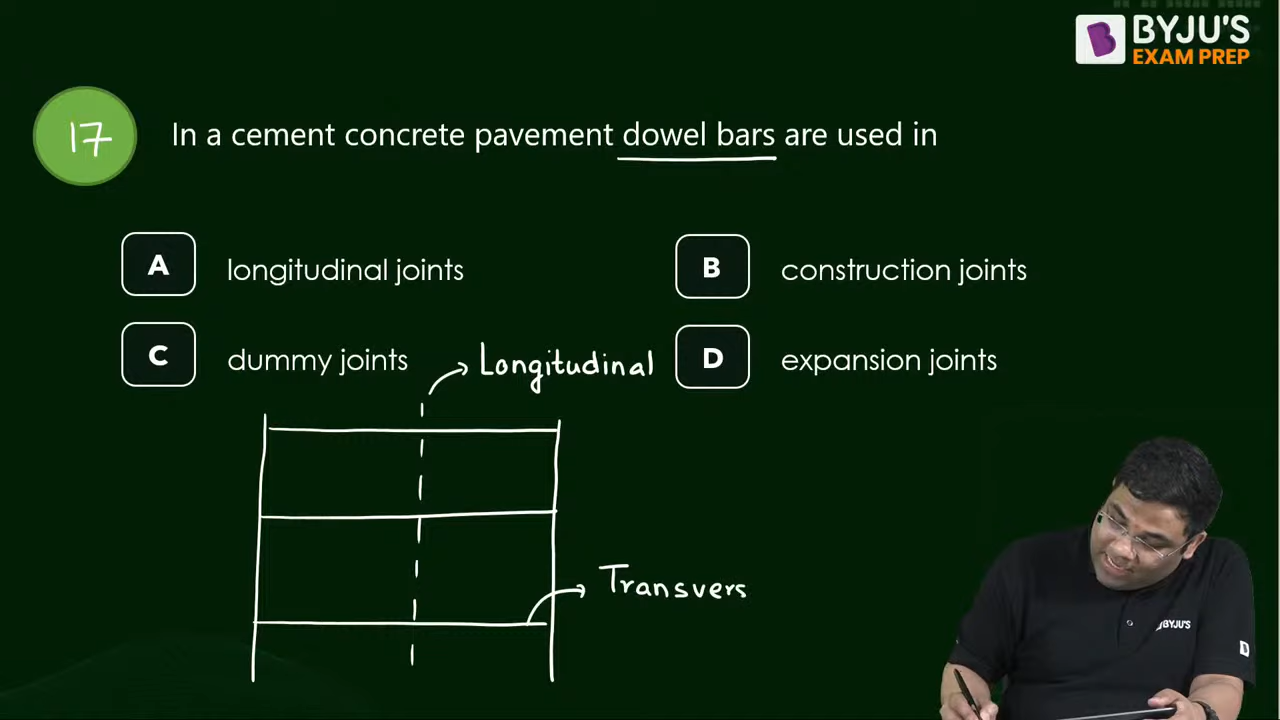 BYJU'S
EXAM PREP
17
In a cement concrete pavement dowel bars are used in
A
longitudinal joints
B
construction joints
C
dummy joints
D
expansion joints
Longitudinal
Transvers
BYJU'S